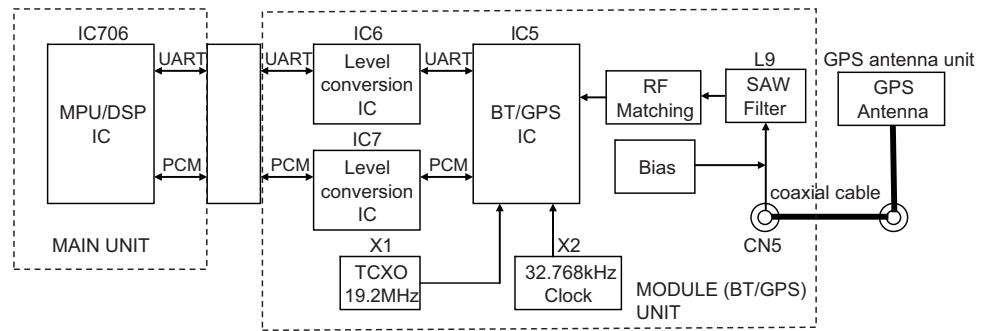 IC706
MPU/DSP
IC
UART
PCM
MAIN UNIT
UART
PCM
IC6
Level
conversion
IC
IC7
Level
conversion
IC
UART
PCM
IC5
BT/GPS
IC
X1
TCXO
19.2MHz
X2
32.768kHz
Clock
RF
Matching
L9
SAW
Filter
Bias
GPS antenna unit
GPS
Antenna
coaxial cable
CN5
MODULE (BT/GPS)
UNIT